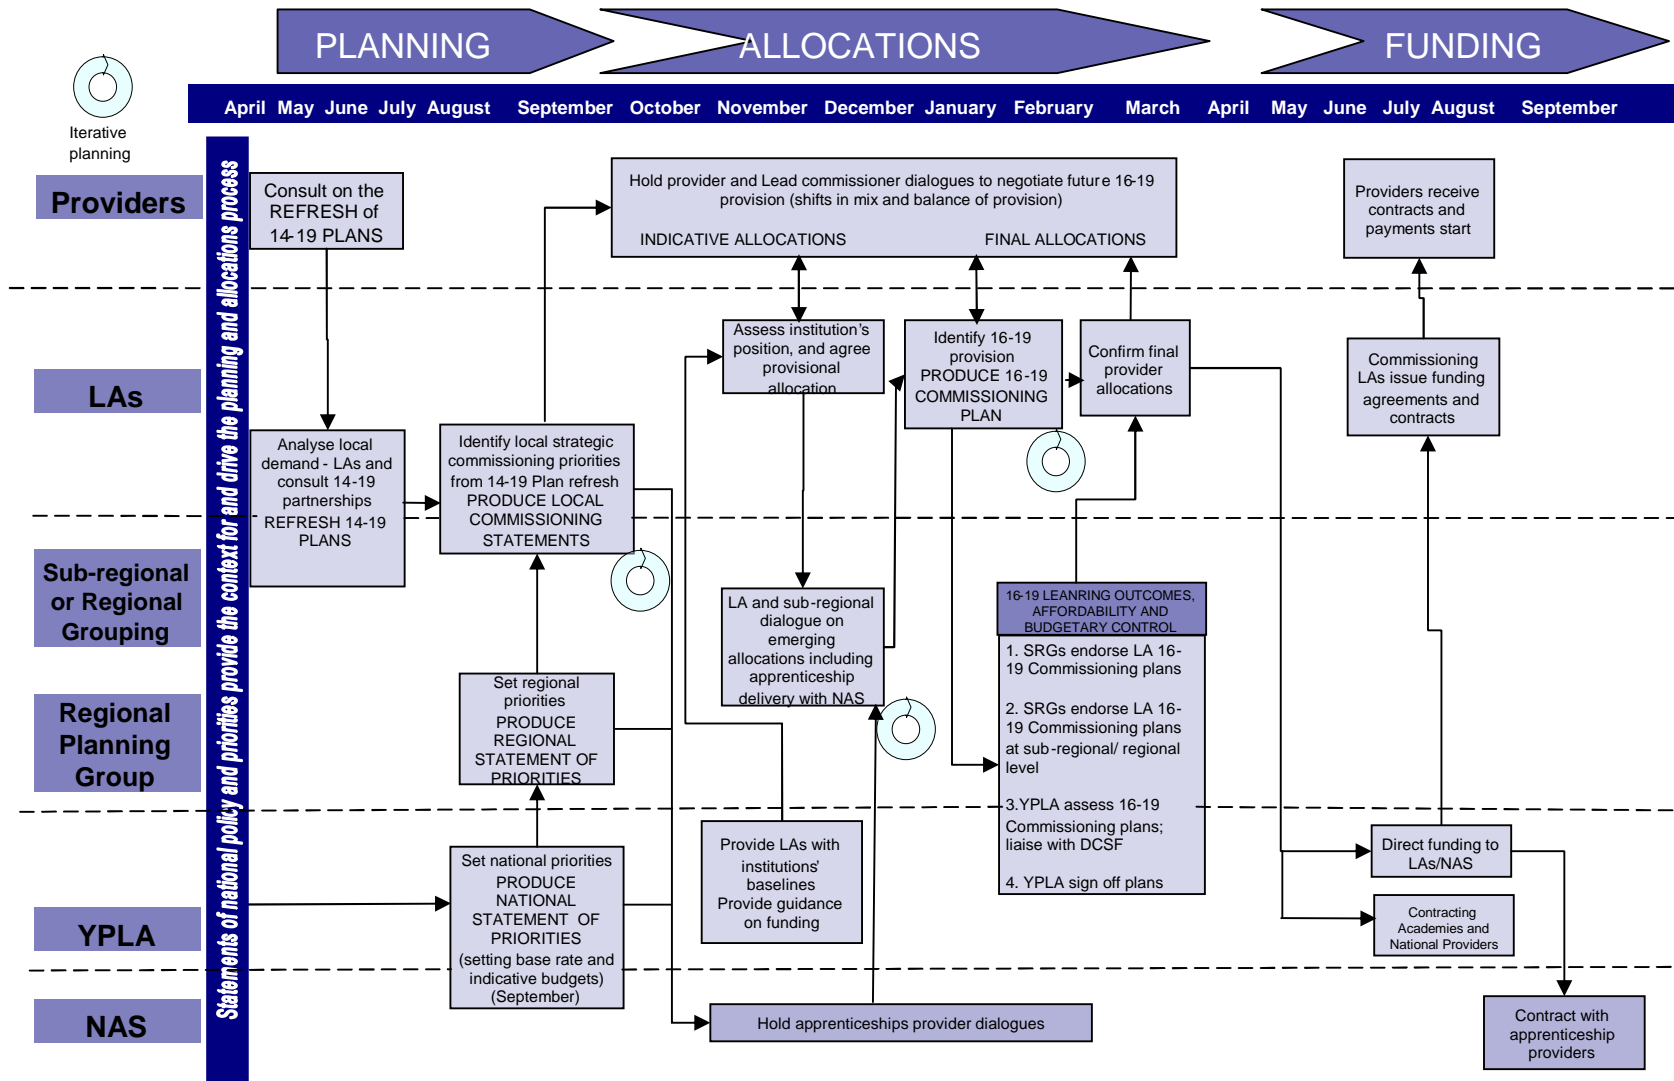 PLANNING
ALLOCATIONS
FUNDING
April May June July August September October November December January February March April May June July August September
Iterative
planning
Statements of national policy and priorities provide the context for and drive the planning and allocations process
Providers
Consult on the
REFRESH of
14-19 PLANS
Hold provider and Lead commissioner dialogues to negotiate future 16-19
provision (shifts in mix and balance of provision)
INDICATIVE ALLOCATIONS
FINAL ALLOCATIONS
Providers receive
contracts and
payments start
LAs
Analyse local
demand - LAs and
consult 14-19
partnerships
REFRESH 14-19
PLANS
Identify local strategic
commissioning priorities
from 14-19 Plan refresh
PRODUCE LOCAL
COMMISSIONING
STATEMENTS
Assess institution's
position, and agree
provisional
allocation
Identify 16-19
provision
PRODUCE 16-19
COMMISSIONING
PLAN
Confirm final
provider
allocations
Commissioning
LAs issue funding
agreements and
contracts
Sub-regional
or Regional
Grouping
LA and sub-regional
dialogue on
emerging
allocations including
apprenticeship
delivery with NAS
16-19 LEANRING OUTCOMES,
AFFORDABILITY AND
BUDGETARY CONTROL
1. SRGs endorse LA 16-
19 Commissioning plans
2. SRGs endorse LA 16-
19 Commissioning plans
at sub-regional/ regional
level
3.YPLA assess 16-19
Commissioning plans;
liaise with DCSF
4. YPLA sign off plans
Regional
Planning
Group
Set regional
priorities
PRODUCE
REGIONAL
STATEMENT OF
PRIORITIES
YPLA
Set national priorities
PRODUCE
NATIONAL
STATEMENT OF
PRIORITIES
(setting base rate and
indicative budgets)
(September)
Provide LAs with
institutions'
baselines
Provide guidance
on funding
Direct funding to
LAs/NAS
Contracting
Academies and
National Providers
NAS
Hold apprenticeships provider dialogues
Contract with
apprenticeship
providers